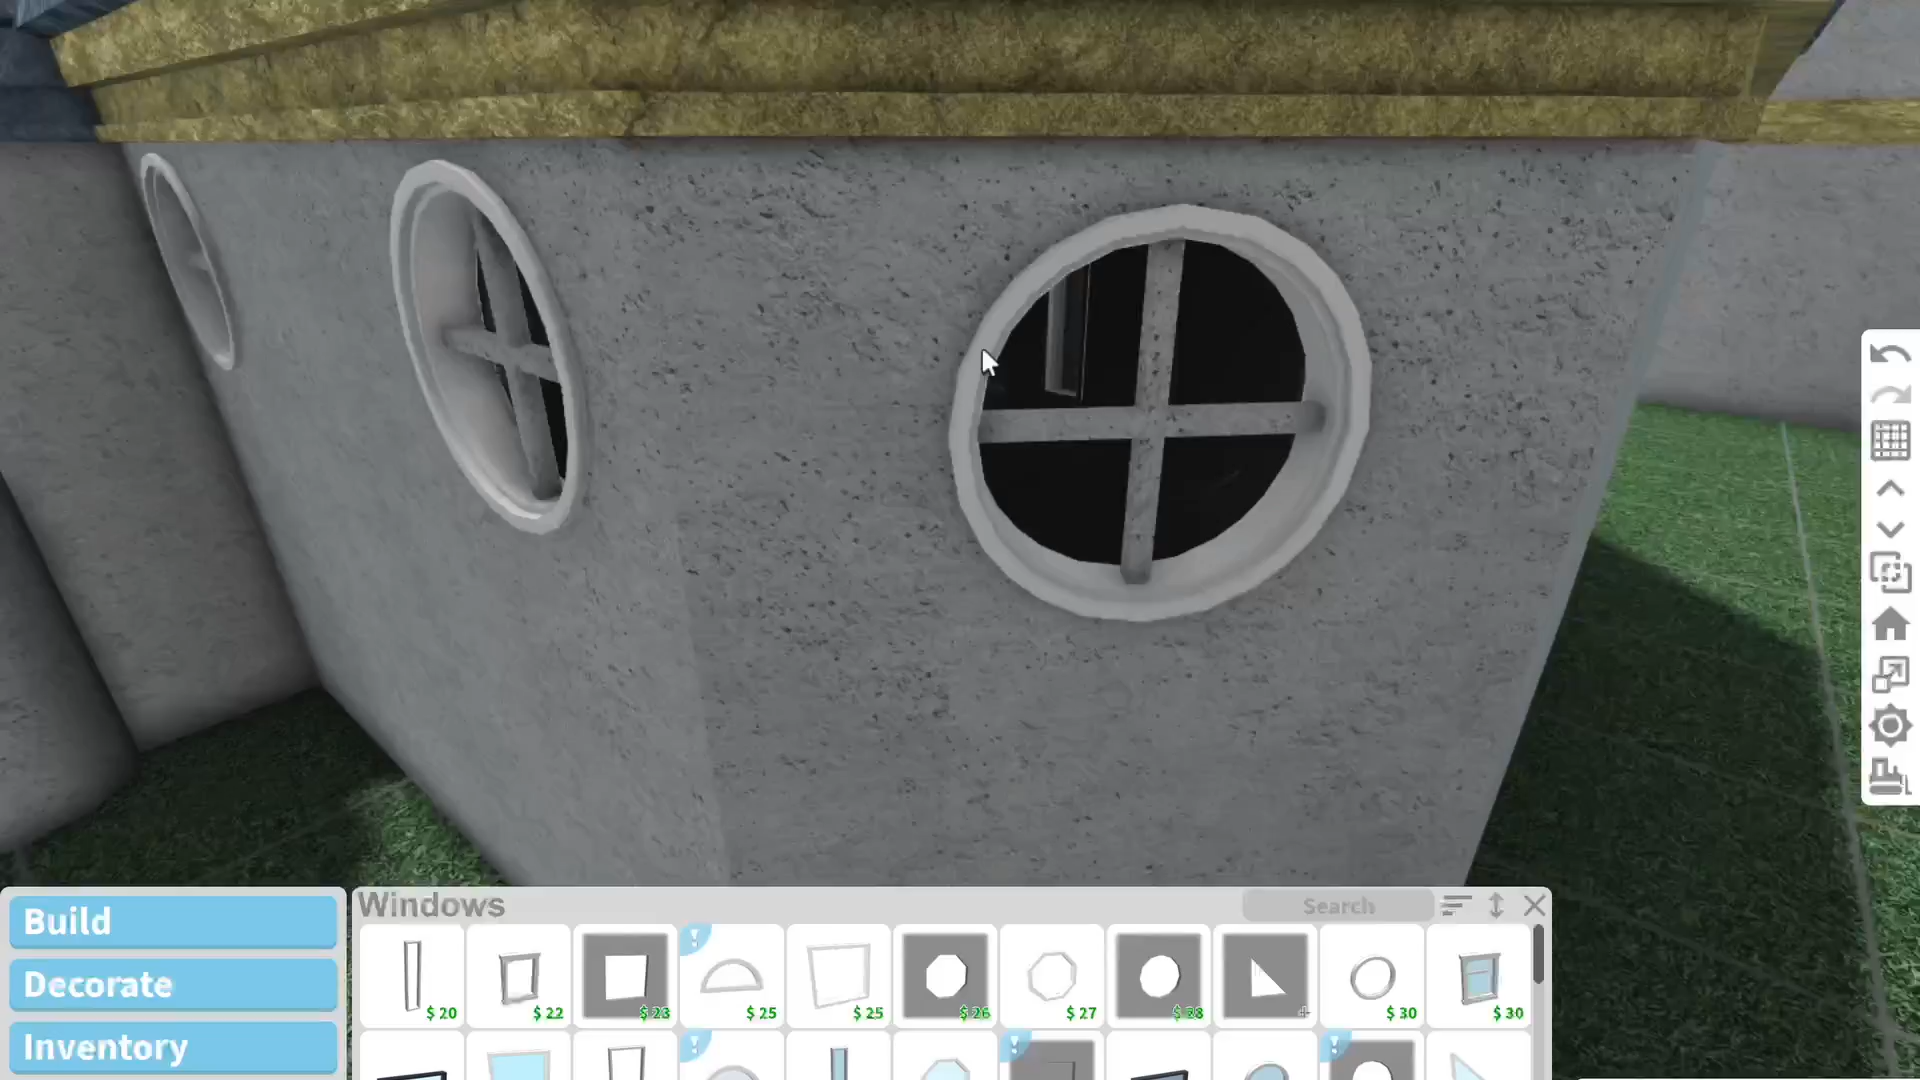 Build
Decorate
Inventory
Windows
Search
$ 20
$ 22
$ 23
$ 25
$ 25
$ 26
$ 27
$ 28
$ 30
$ 30